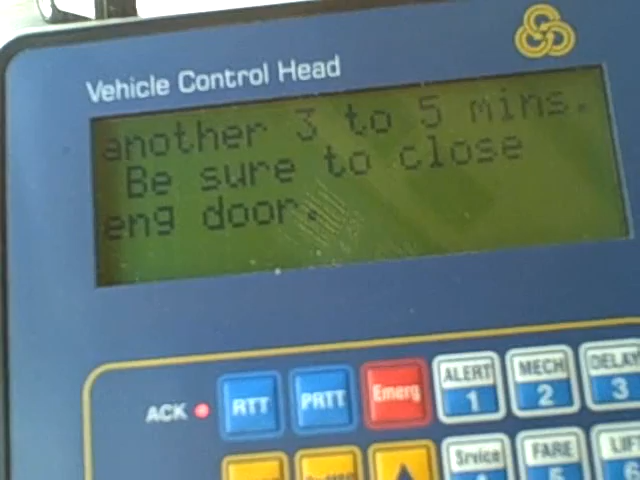 Vehicle Control Head
another 3 to 5 mins.
Be sure to close
eng door.
ACK
RTT
PRTT
Emerg
ALERT
1
MECH
2
DELAY
3
Srvice
FARE
5
6